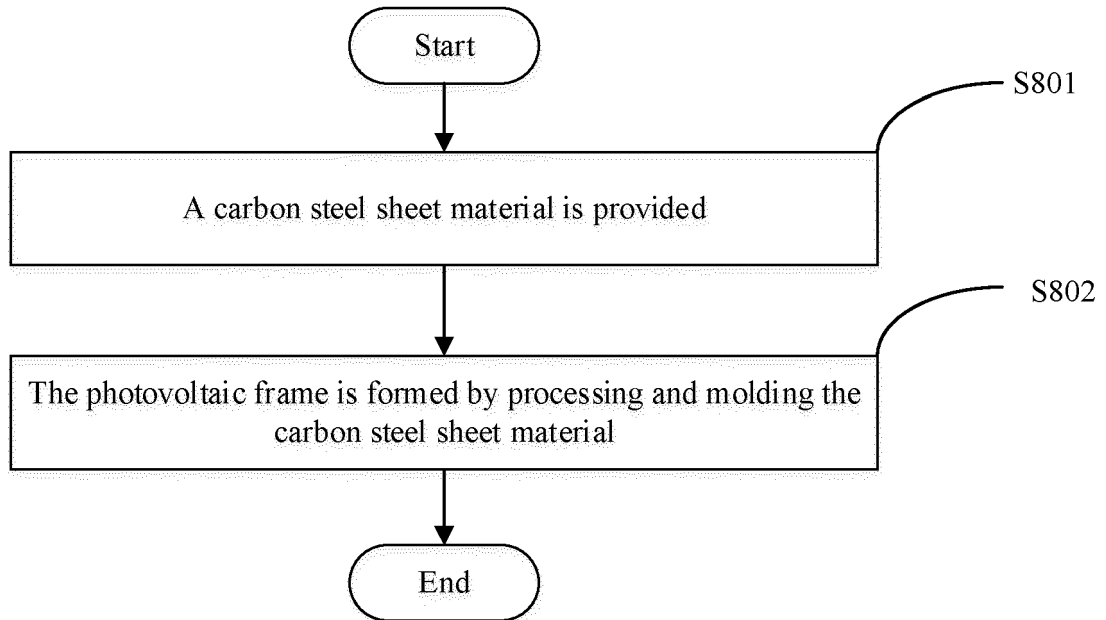 Start
S801
A carbon steel sheet material is provided
S802
The photovoltaic frame is formed by processing and molding the
carbon steel sheet material
End